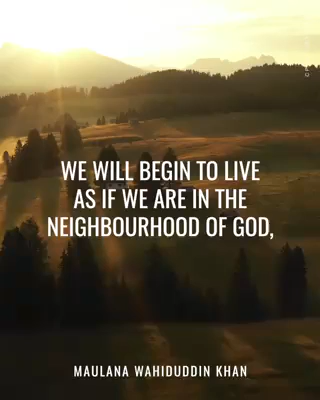 WE WILL BEGIN TO LIVE
AS IF WE ARE IN THE
NEIGHBOURHOOD OF GOD,
MAULANA WAHIDUDDIN KHAN